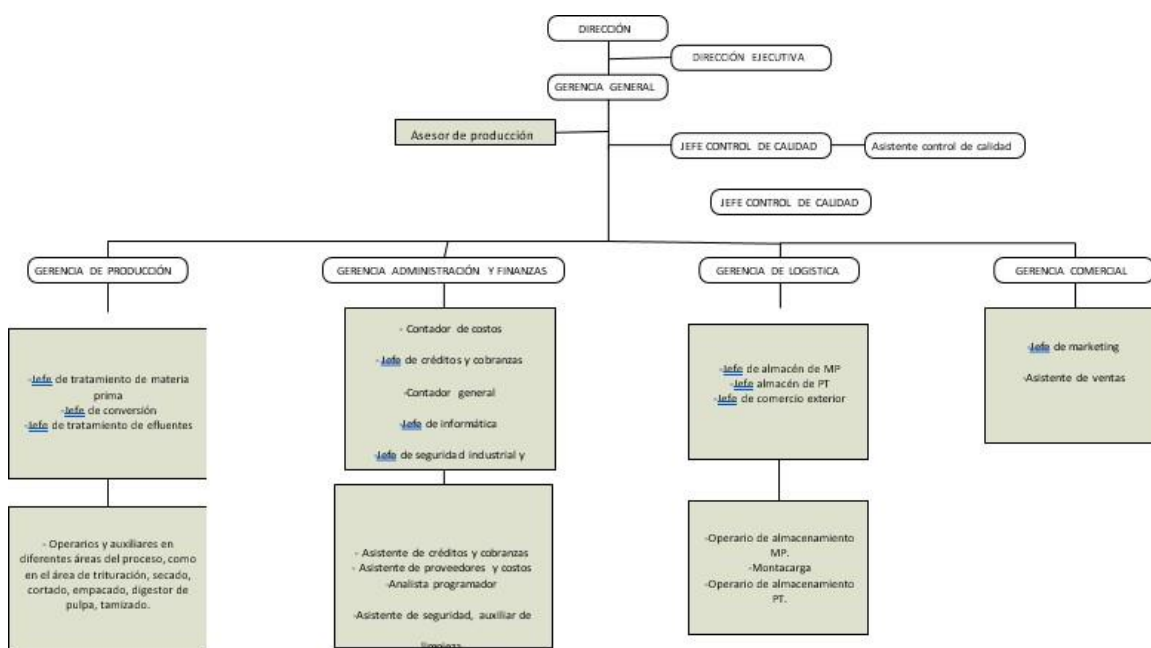 DIRECCIÓN
DIRECCIÓN EJECUTIVA
GERENCIA GENERAL
Asesor de producción
JEFE CONTROL DE CALIDAD
Asistente control de calidad
JEFE CONTROL DE CALIDAD
GERENCIA DE PRODUCCIÓN
GERENCIA ADMINISTRACIÓN Y FINANZAS
GERENCIA DE LOGISTICA
GERENCIA COMERCIAL
-Jefe de tratamiento de materia
prima
-Jefe de conversión
-Jefe de tratamiento de efluentes
- Contador de costos
-Jefe de créditos y cobranzas
-Contador general
-Jefe de informática
-Jefe de seguridad industrial y
-Jefe de almacén de MP
-Jefe almacén de PT
-Jefe de comercio exterior
-Jefe de marketing
-Asistente de ventas
- Operarios y auxiliares en
diferentes áreas del proceso, como
en el área de trituración, secado,
cortado, empacado, digestor de
pulpa, tamizado.
- Asistente de créditos y cobranzas
- Asistente de proveedores y costos
-Analista programador
-Asistente de seguridad, auxiliar de
limpieza
-Operario de almacenamiento
MP.
-Montacarga
-Operario de almacenamiento
PT.